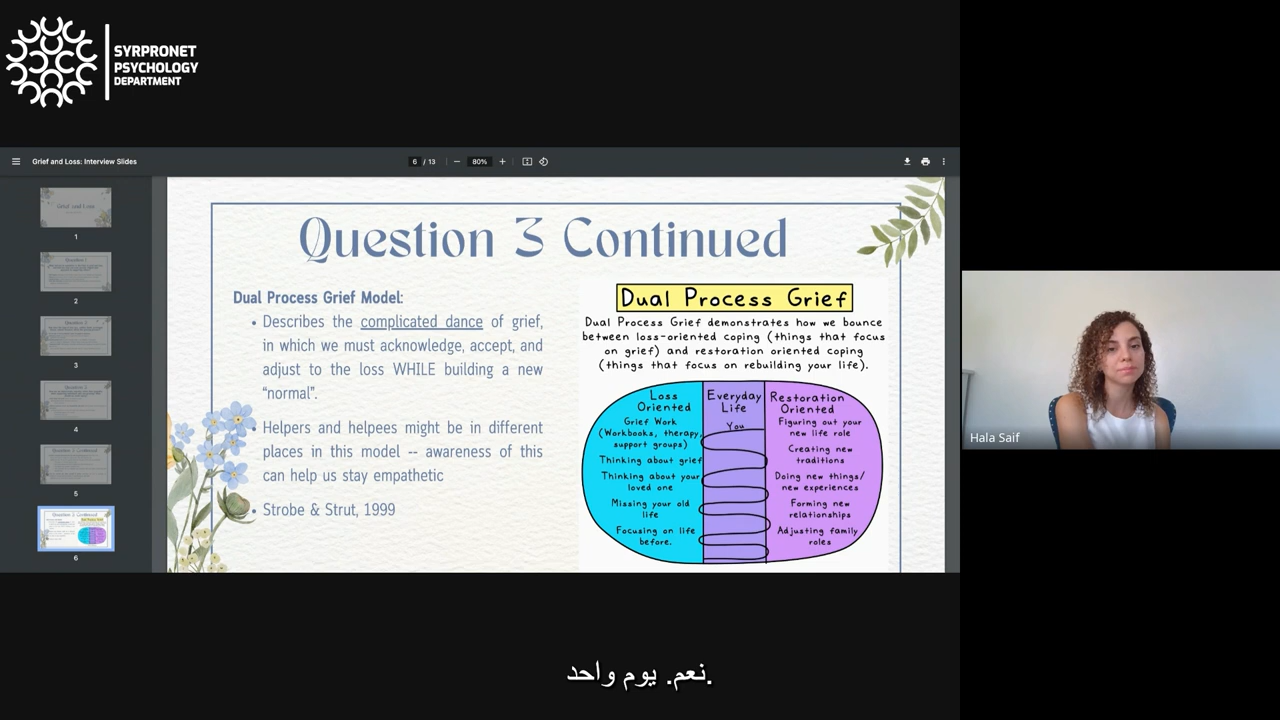 SYRPRONET
PSYCHOLOGY
DEPARTMENT
Grief and Loss: Interview Slides
6 / 13
80%
1
2
3
4
5
6
Question 3 Continued
Dual Process Grief Model:
• Describes the complicated dance of grief,
in which we must acknowledge, accept, and
adjust to the loss WHILE building a new
“normal”.
• Helpers and helpees might be in different
places in this model -- awareness of this
can help us stay empathetic
• Strobe & Strut, 1999
Dual Process Grief
Dual Process Grief demonstrates how we bounce
between loss-oriented coping (things that focus
on grief) and restoration oriented coping
(things that focus on rebuilding your life).
Loss
Oriented
Grief Work
(Workbooks, therapy,
support groups)
Thinking about grief
Thinking about your
loved one
Missing your old
life
Focusing on life
before.
Everyday
Life
You
Restoration
Oriented
Figuring out your
new life role
Creating new
traditions
Doing new things/
new experiences
Forming new
relationships
Adjusting family
roles
Hala Saif
نعم. يوم واحد.